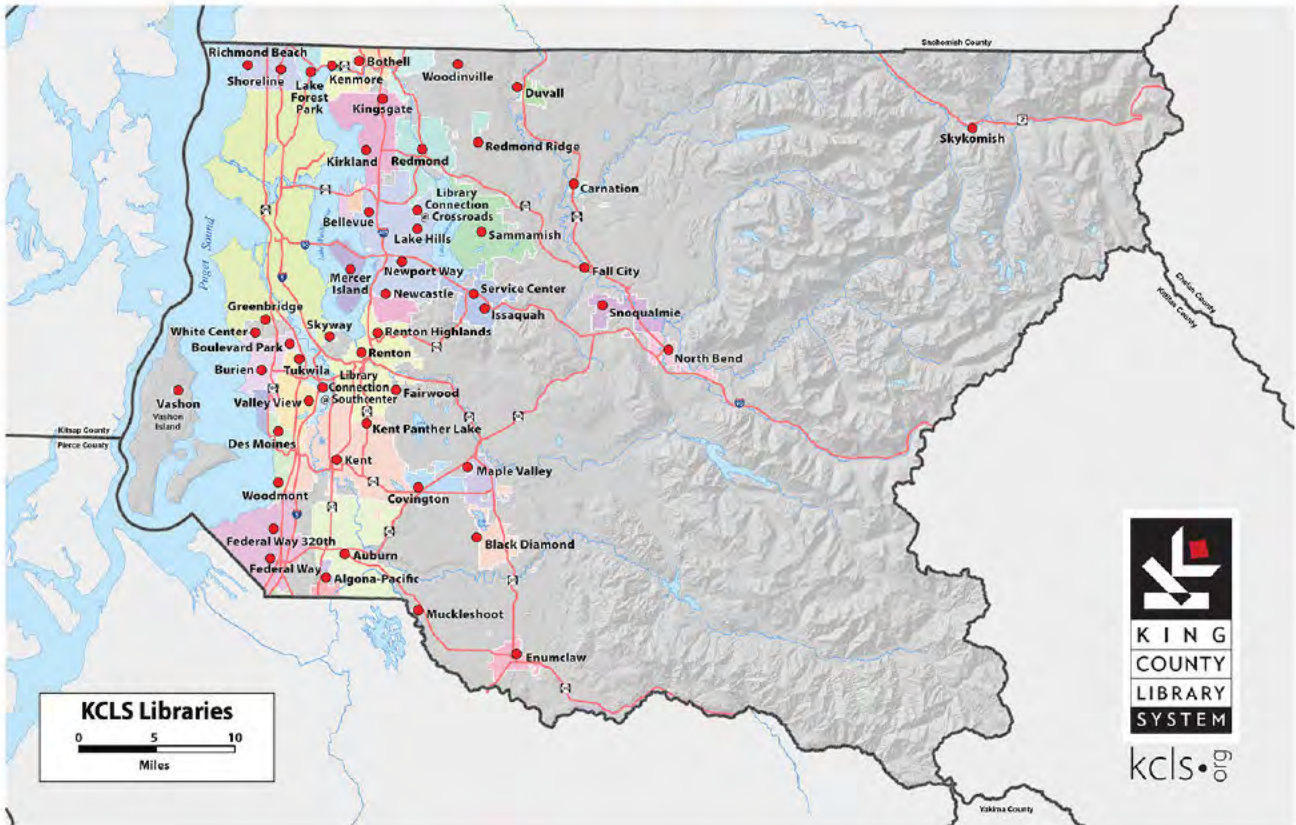 Snohomish County
Richmond Beach
Shoreline
Lake
Forest
Park
Kenmore
Bothell
Woodinville
Duvall
Kingsgate
Skykomish
2
Kirkland
Redmond
Redmond Ridge
Carnation
Library
Connection
@ Crossroads
Bellevue
Lake Hills
Sammamish
Puget Sound
Mercer
Island
Newport Way
Fall City
Newcastle
Service Center
Issaquah
Snoqualmie
Chelan County
Kittitas County
Greenbridge
White Center
Skyway
Renton Highlands
Boulevard Park
Renton
North Bend
Burien
Tukwila
Library
Connection
@ Southcenter
Fairwood
Vashon
Vashon
Island
Valley View
Kent Panther Lake
Kitsap County
Pierce County
Des Moines
Kent
Maple Valley
Woodmont
Covington
Federal Way 320th
Black Diamond
Federal Way
Auburn
Algona-Pacific
Muckleshoot
Enumclaw
KCLS Libraries
0 5 10
Miles
KING
COUNTY
LIBRARY
SYSTEM
kcls.org
Yakima County